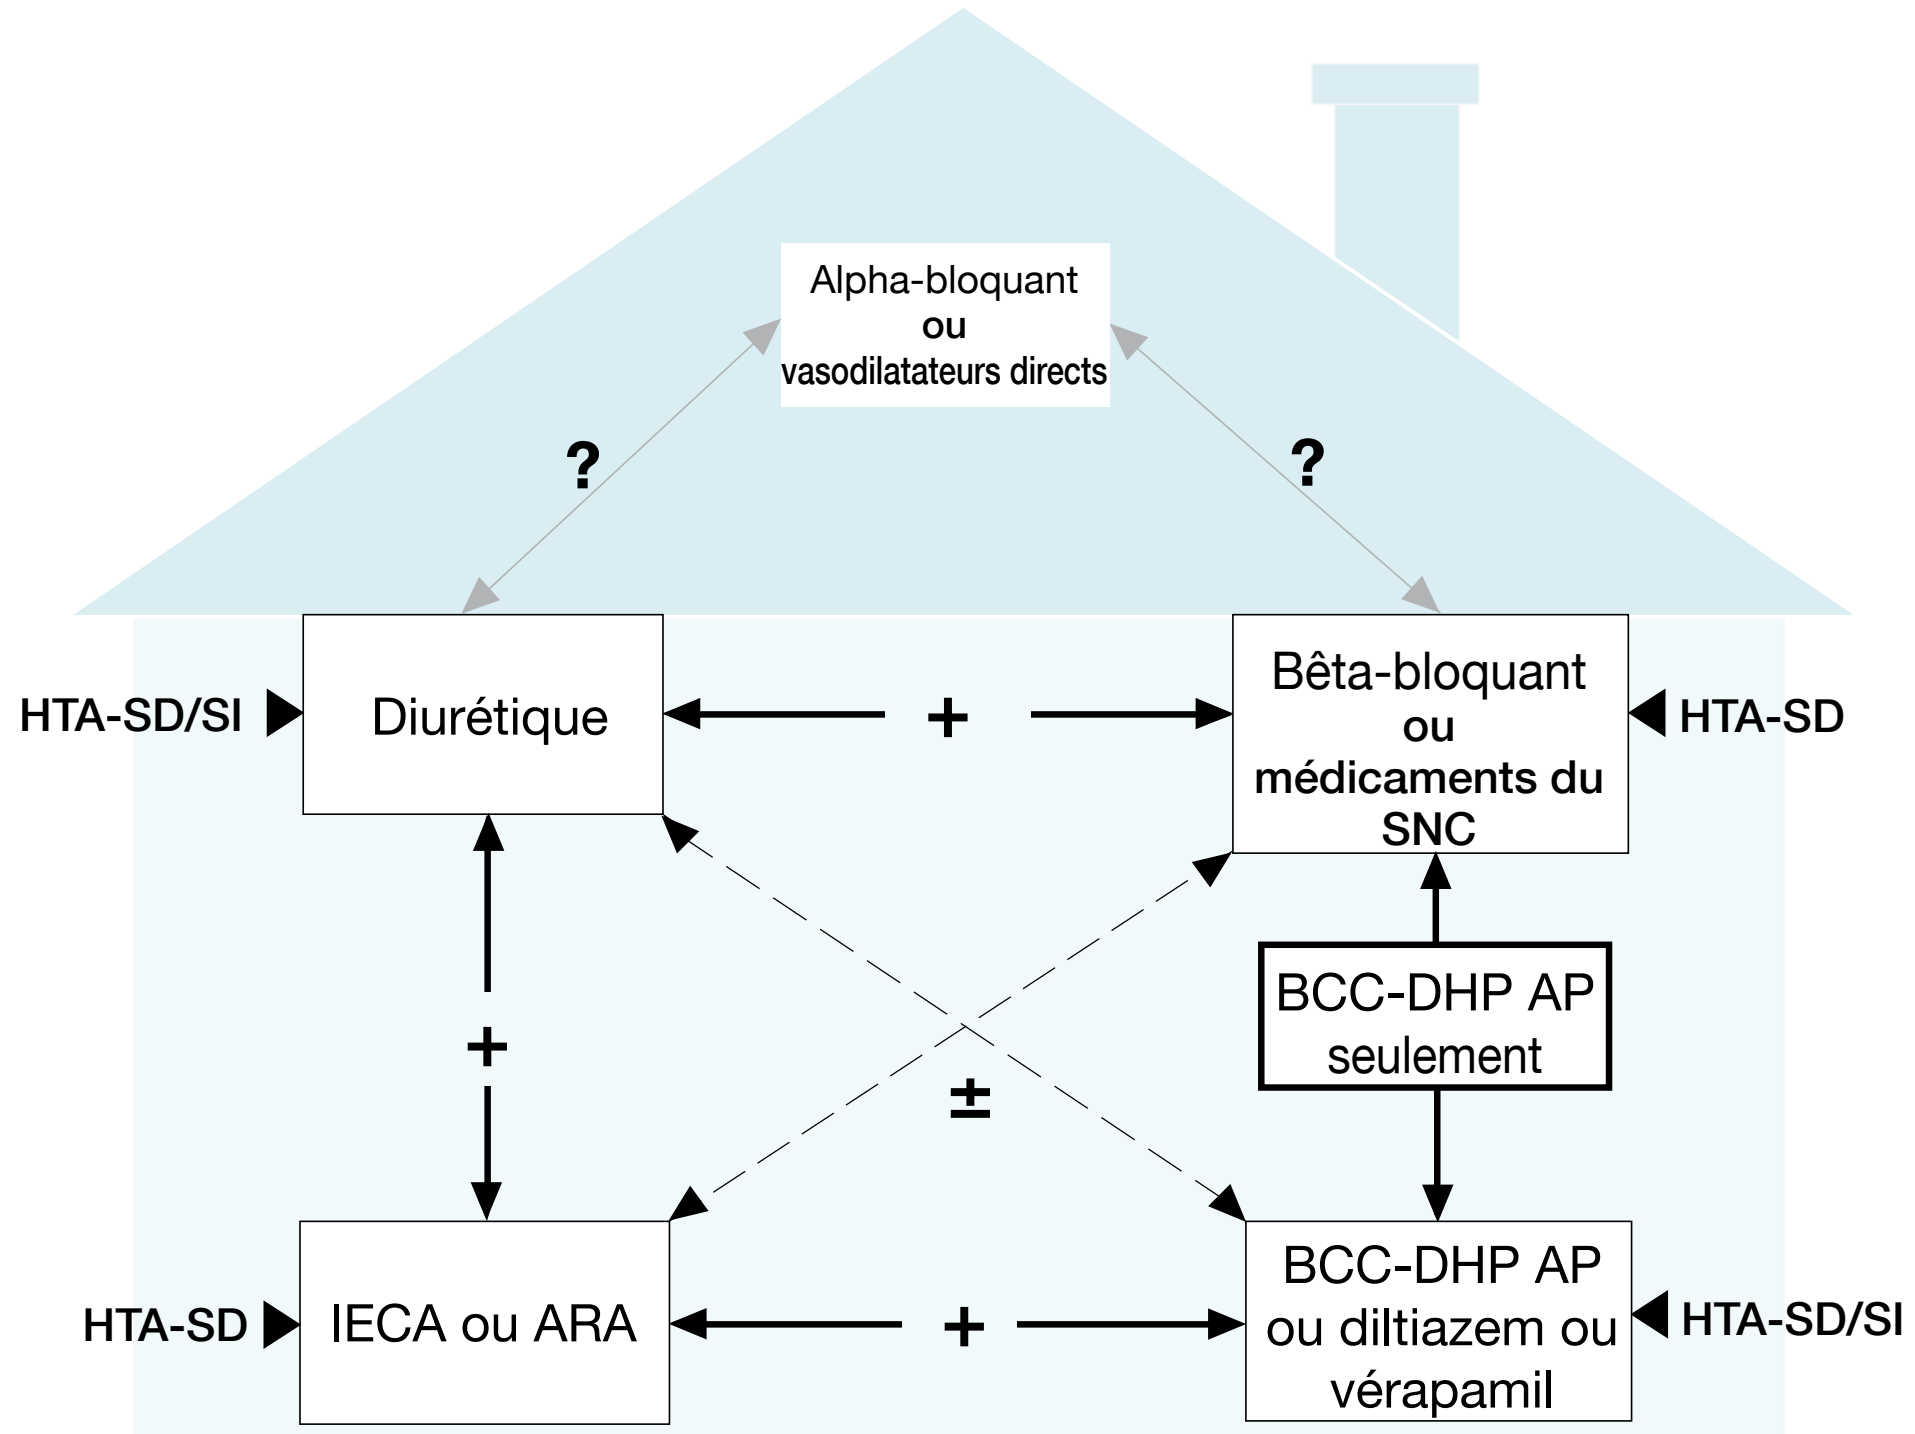 Alpha-bloquant
ou
vasodilatateurs directs
?
?
HTA-SD/SI
Diurétique
+
Bêta-bloquant
ou
médicaments du
SNC
HTA-SD
BCC-DHP AP
seulement
+
±
HTA-SD
IECA ou ARA
+
BCC-DHP AP
ou diltiazem ou
vérapamil
HTA-SD/SI